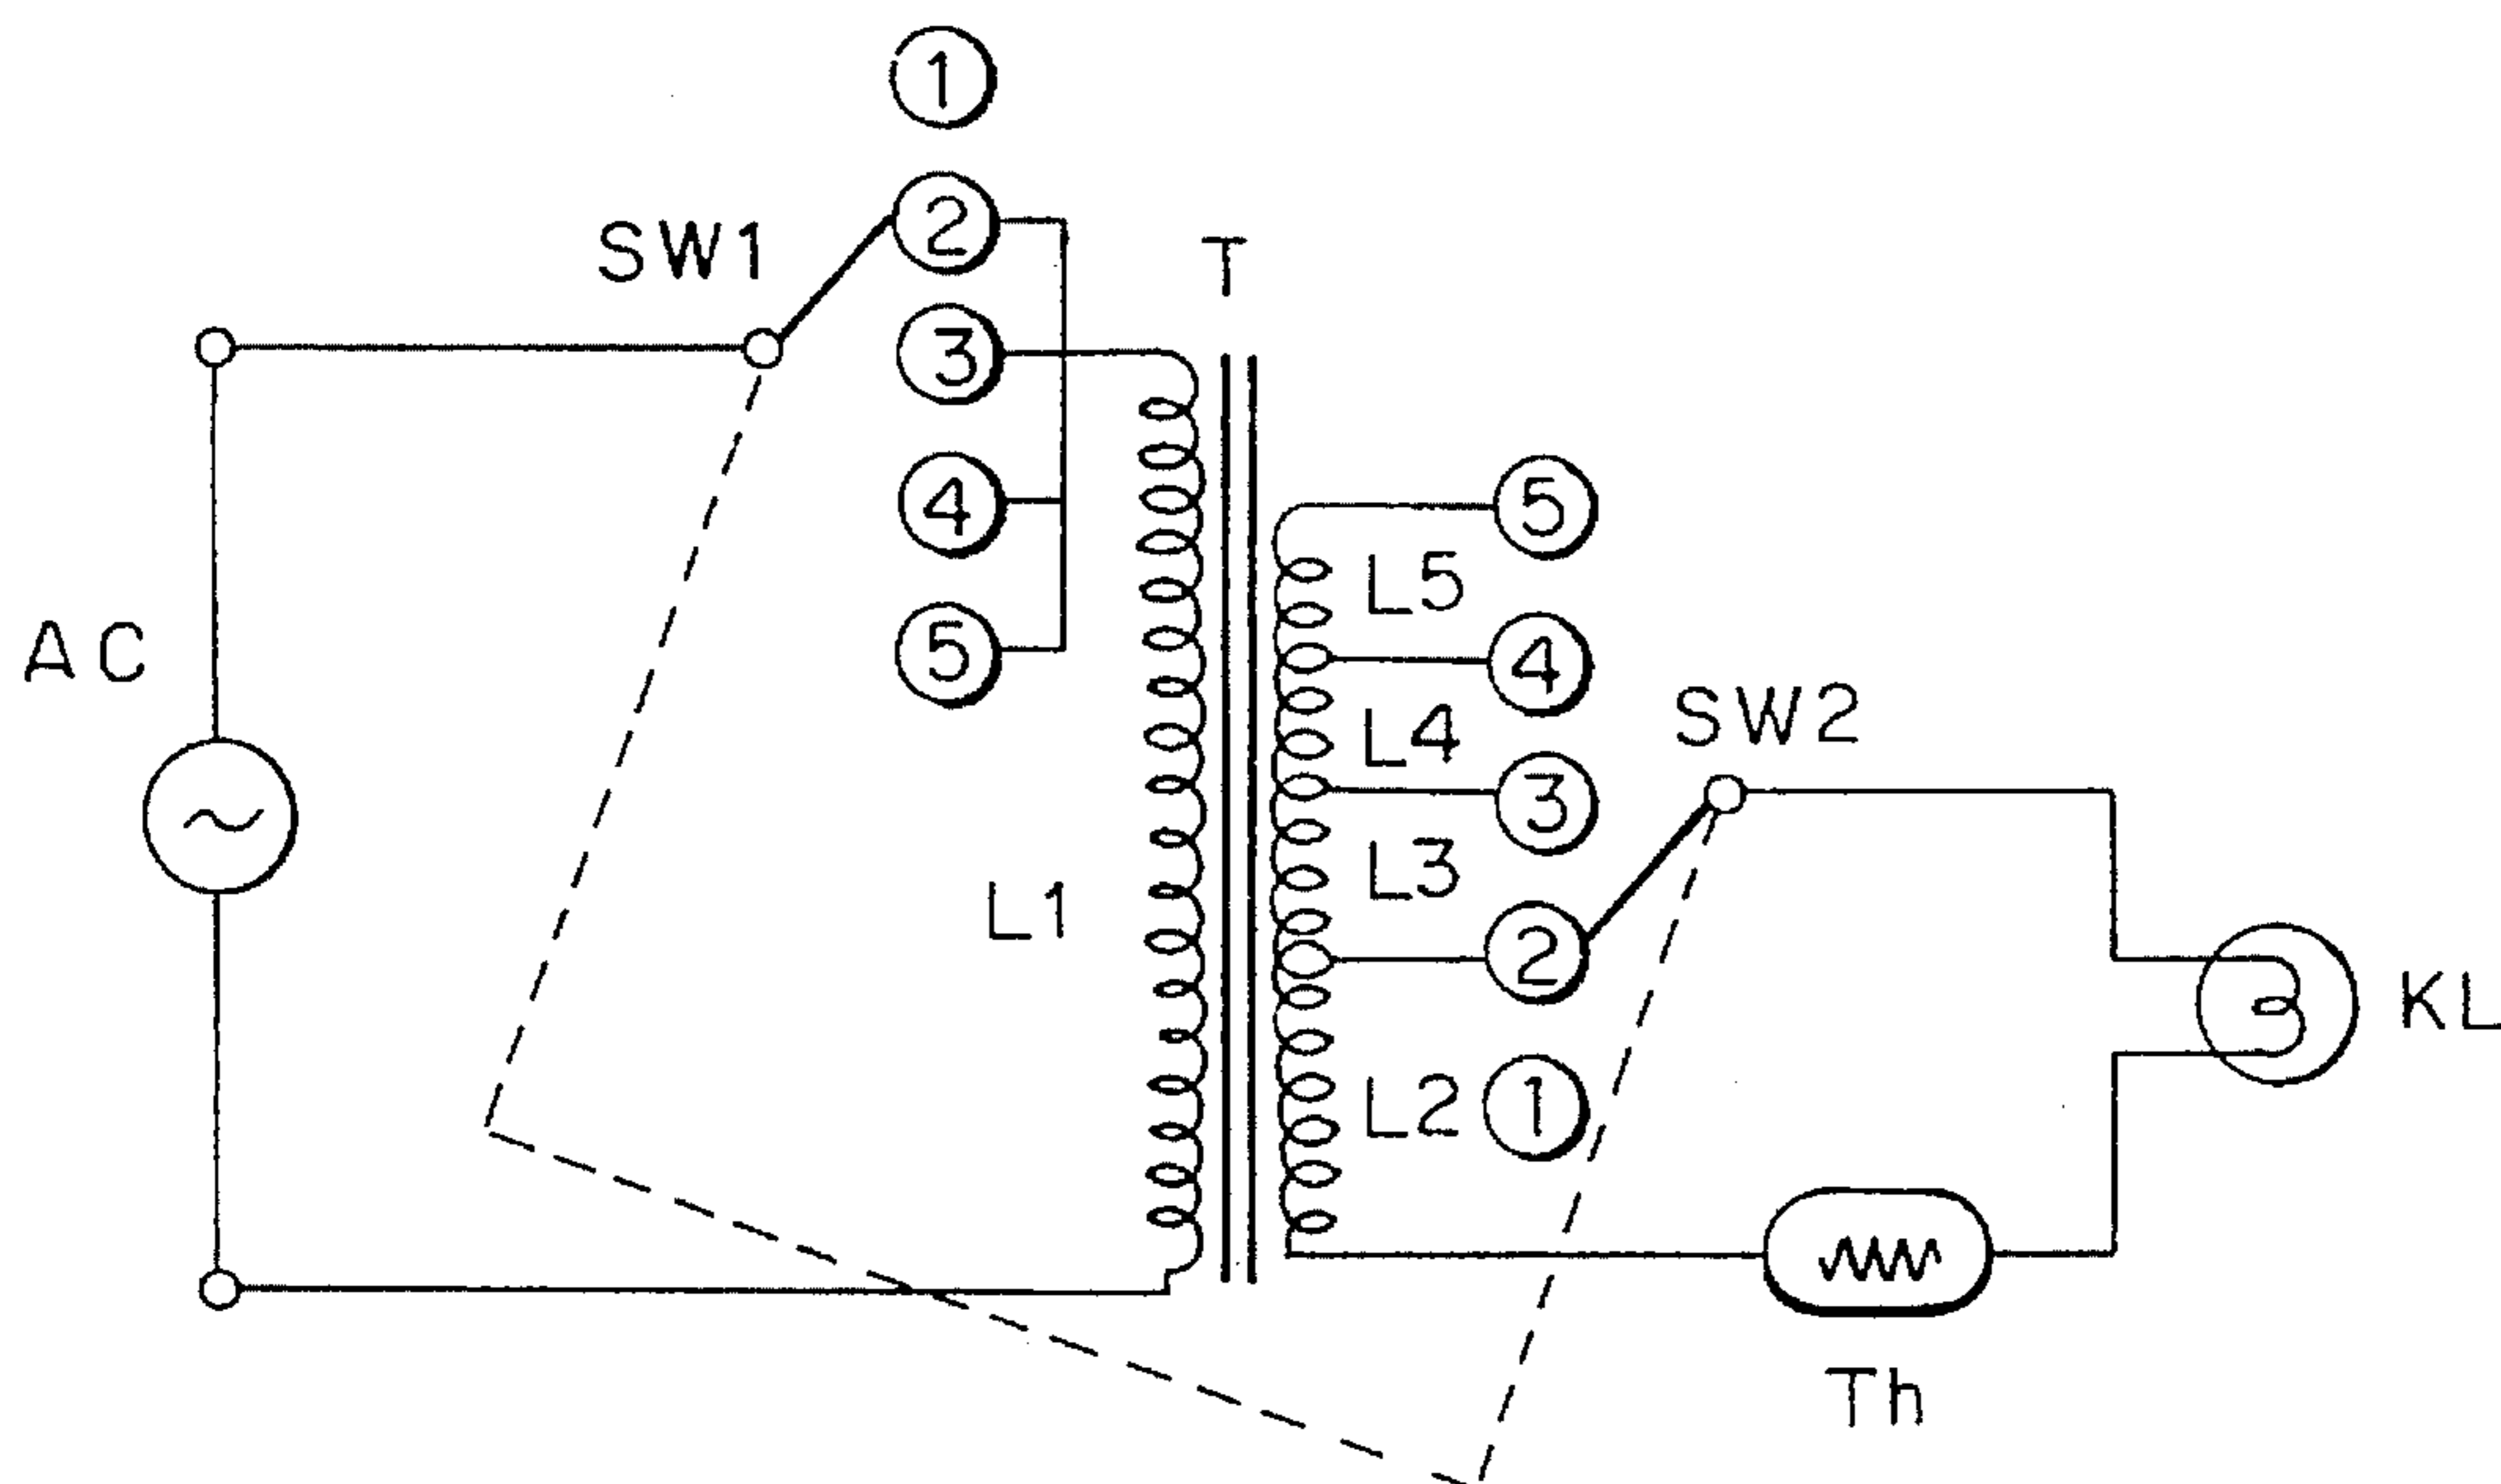 ①
SW1
②
T
③
④
⑤
AC
L1
⑤
L5
④
L4
③
SW2
L3
②
L2
①
KL
Th